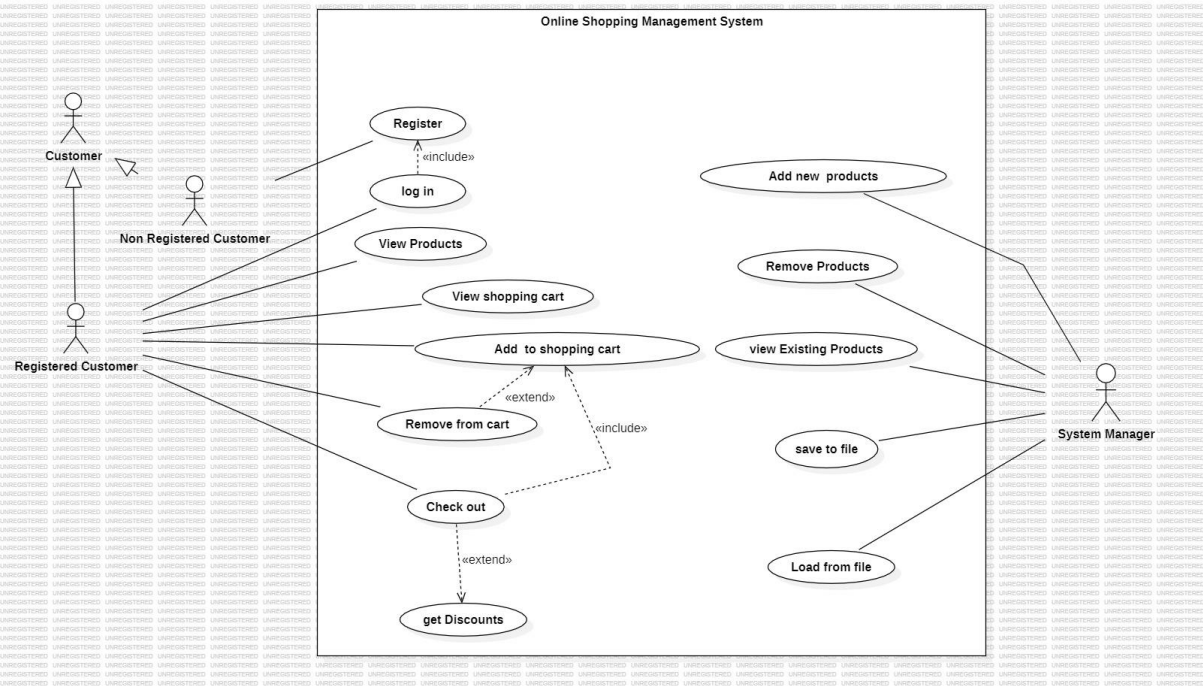 Online Shopping Management System
Customer
Non Registered Customer
Registered Customer
Register
«include»
log in
View Products
View shopping cart
Add  to shopping cart
«extend»
Remove from cart
«include»
Check out
«extend»
get Discounts
Add new  products
Remove Products
view Existing Products
save to file
Load from file
System Manager
UNREGISTERED